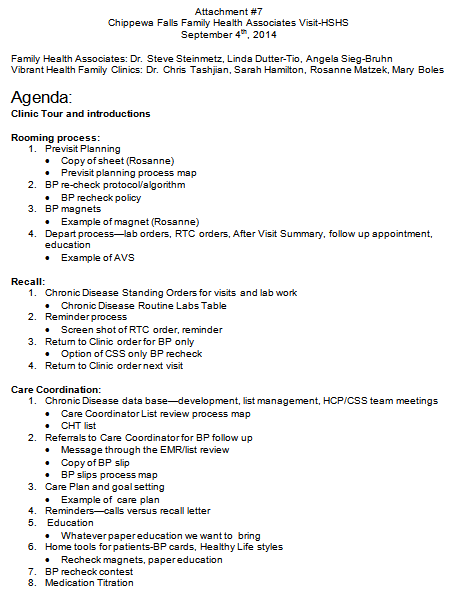 Attachment #7
Chippewa Falls Family Health Associates Visit-HSHS
September 4th, 2014
Family Health Associates: Dr. Steve Steinmetz, Linda Dutter-Tio, Angela Sieg-Bruhn
Vibrant Health Family Clinics: Dr. Chris Tashjian, Sarah Hamilton, Rosanne Matzek, Mary Boles
Agenda:
Clinic Tour and introductions
Rooming process:
1. Previsit Planning
• Copy of sheet (Rosanne)
• Previsit planning process map
2. BP re-check protocol/algorithm
• BP recheck policy
3. BP magnets
• Example of magnet (Rosanne)
4. Depart process—lab orders, RTC orders, After Visit Summary, follow up appointment,
education
• Example of AVS
Recall:
1. Chronic Disease Standing Orders for visits and lab work
• Chronic Disease Routine Labs Table
2. Reminder process
• Screen shot of RTC order, reminder
3. Return to Clinic order for BP only
• Option of CSS only BP recheck
4. Return to Clinic order next visit
Care Coordination:
1. Chronic Disease data base—development, list management, HCP/CSS team meetings
• Care Coordinator List review process map
• CHT list
2. Referrals to Care Coordinator for BP follow up
• Message through the EMR/list review
• Copy of BP slip
• BP slips process map
3. Care Plan and goal setting
• Example of care plan
4. Reminders—calls versus recall letter
5. Education
• Whatever paper education we want to bring
6. Home tools for patients-BP cards, Healthy Life styles
• Recheck magnets, paper education
7. BP recheck contest
8. Medication Titration